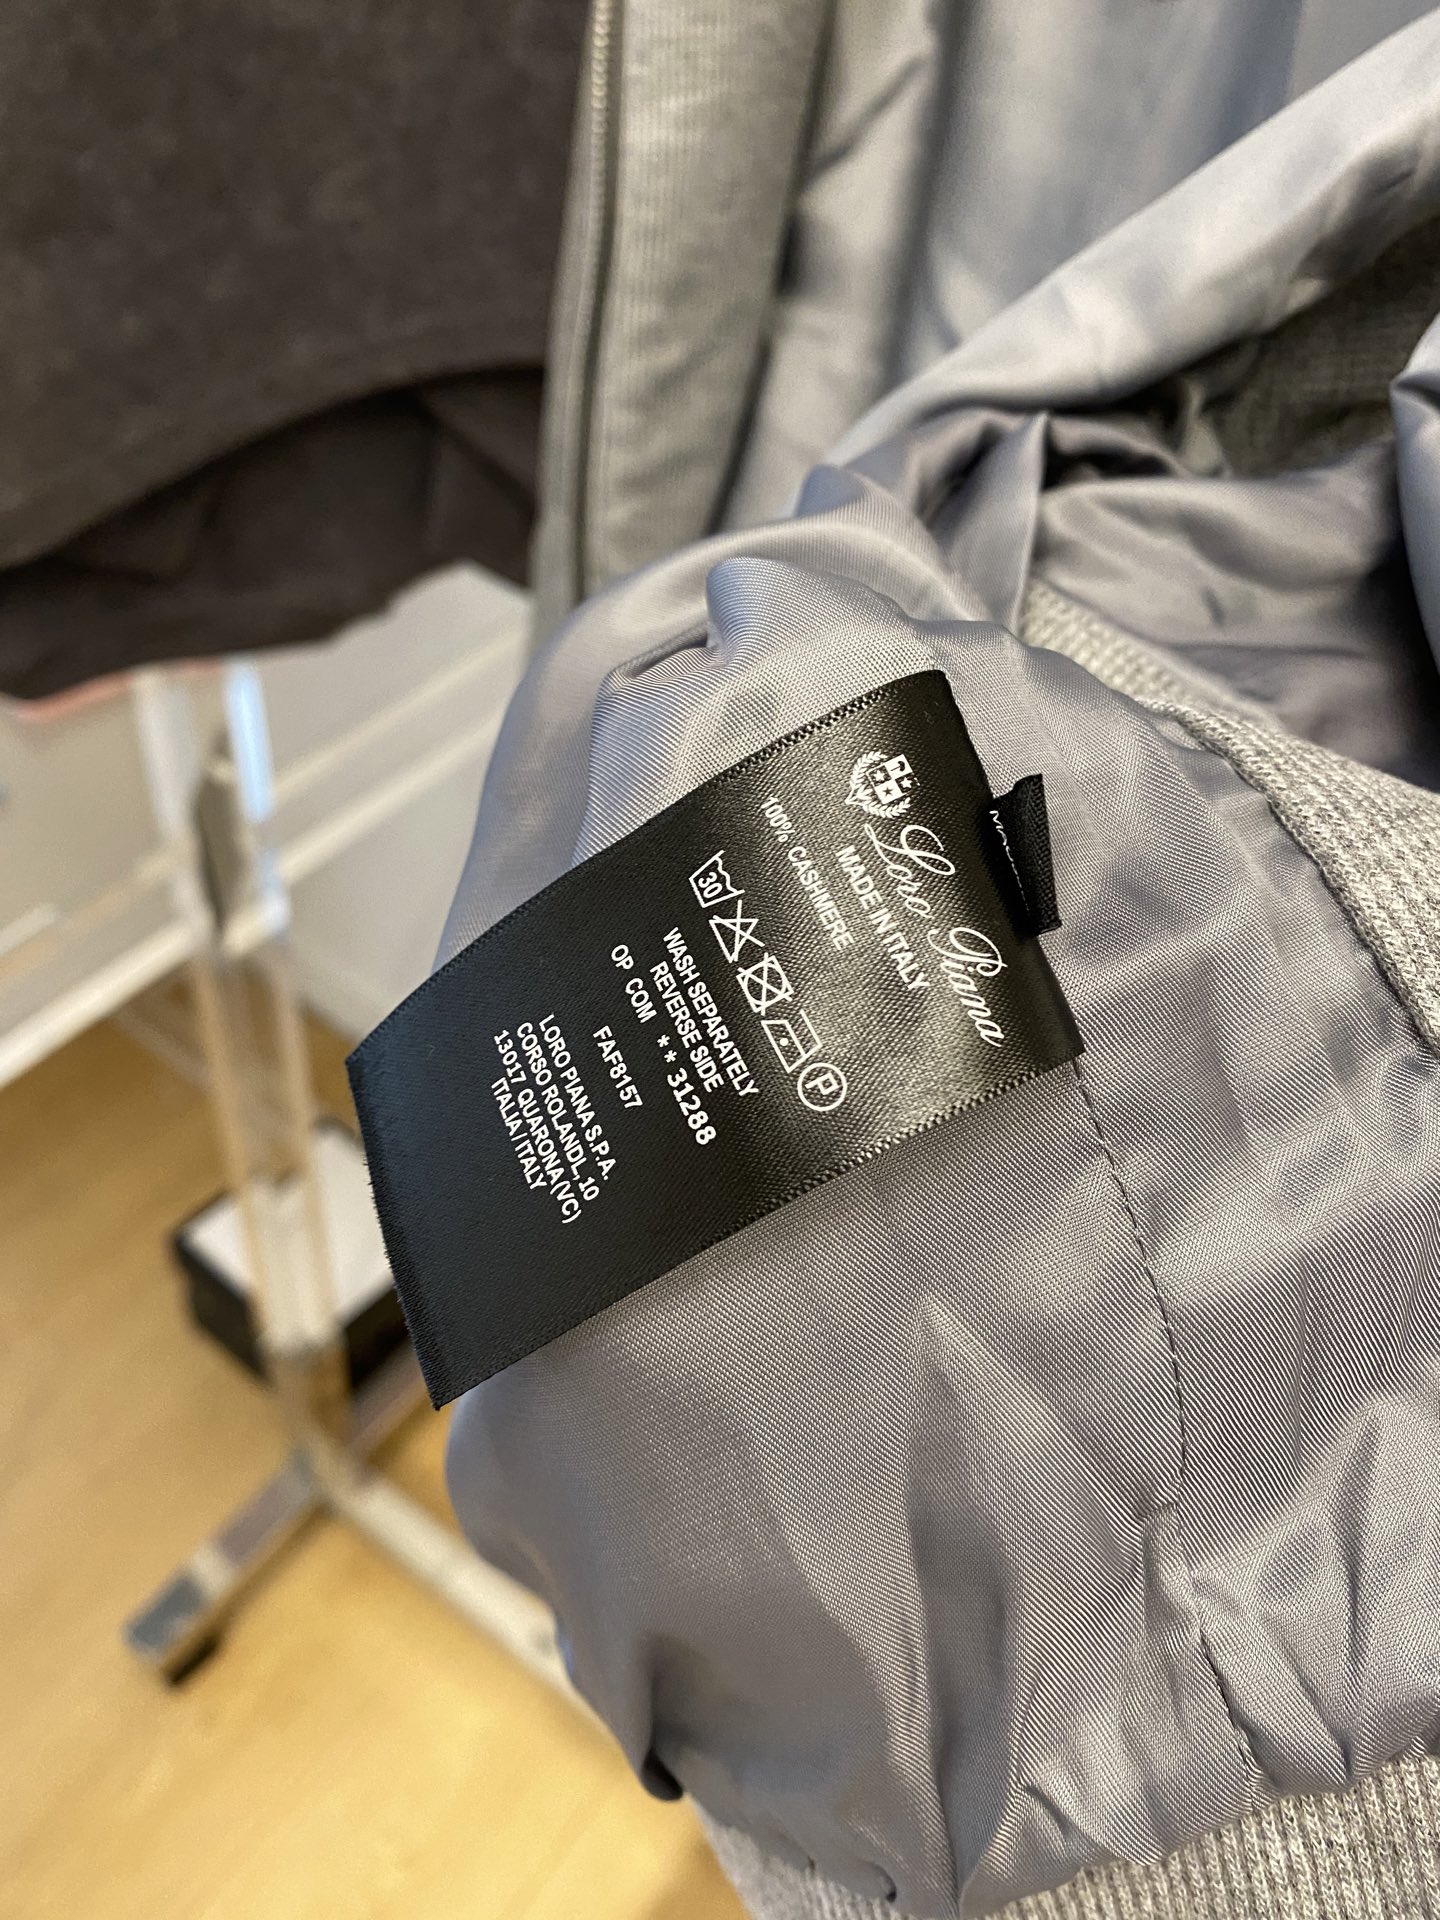 Loro Piana
MADE IN ITALY
100% CASHMERE
30
P
WASH SEPARATELY
REVERSE SIDE
OP COM ** 31288
FAF8157
LORO PIANA S.P.A.
CORSO ROLANDI, 10
13017 QUARONA (VC)
ITALIA / ITALY